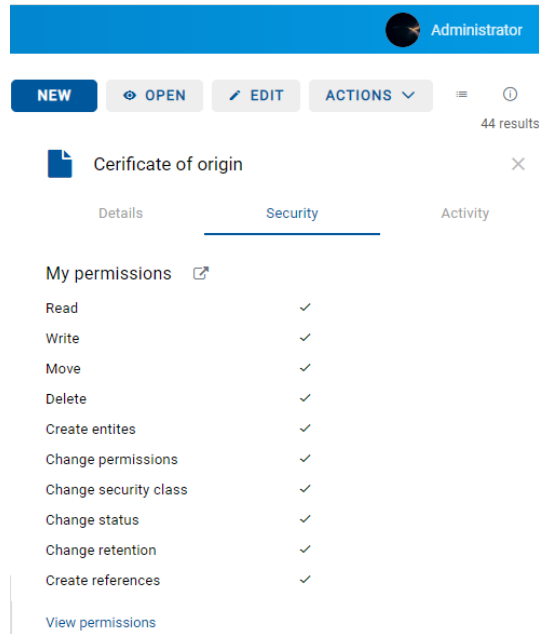 Administrator
NEW OPEN EDIT ACTIONS
44 results
Cerificate of origin
Details Security Activity
My permissions
Read
Write
Move
Delete
Create entites
Change permissions
Change security class
Change status
Change retention
Create references
View permissions